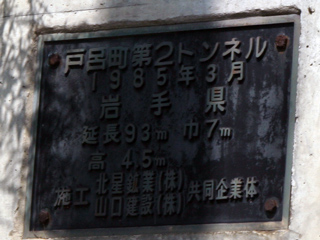 戸呂町第2トンネル
1985年3月
岩手県
延長93m 巾7m
高 4.5m
施工 北星鉱業(株) 共同企業体
山口建設(株)